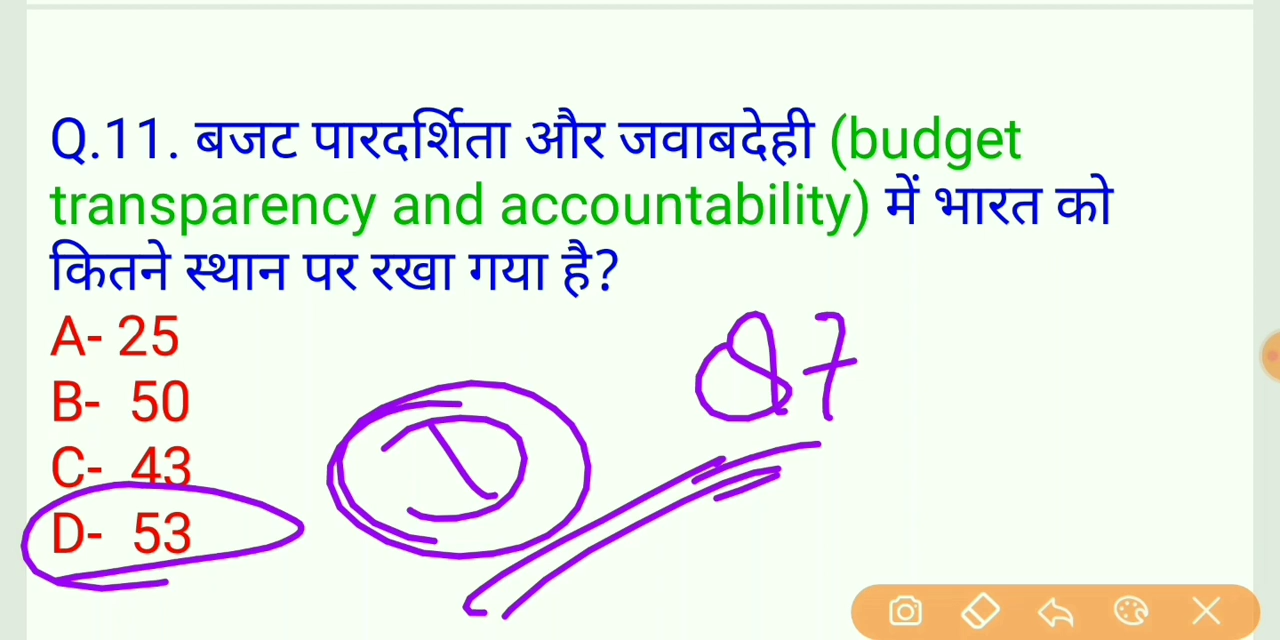 Q.11. बजट पारदर्शिता और जवाबदेही (budget
transparency and accountability) में भारत को
कितने स्थान पर रखा गया है?
A- 25
B- 50
C- 43
D- 53
D
87